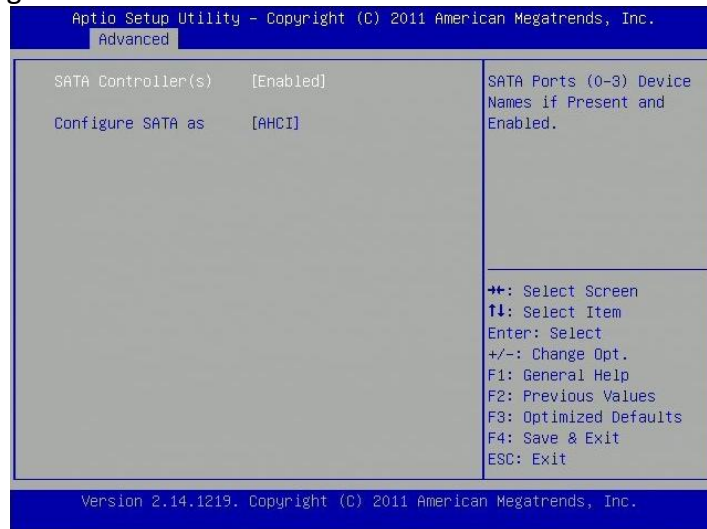 Aptio Setup Utility – Copyright (C) 2011 American Megatrends, Inc.
Advanced
SATA Controller(s) [Enabled]
Configure SATA as [AHCI]
SATA Ports (0-3) Device
Names if Present and
Enabled.
→←: Select Screen
↑↓: Select Item
Enter: Select
+/-: Change Opt.
F1: General Help
F2: Previous Values
F3: Optimized Defaults
F4: Save & Exit
ESC: Exit
Version 2.14.1219. Copyright (C) 2011 American Megatrends, Inc.